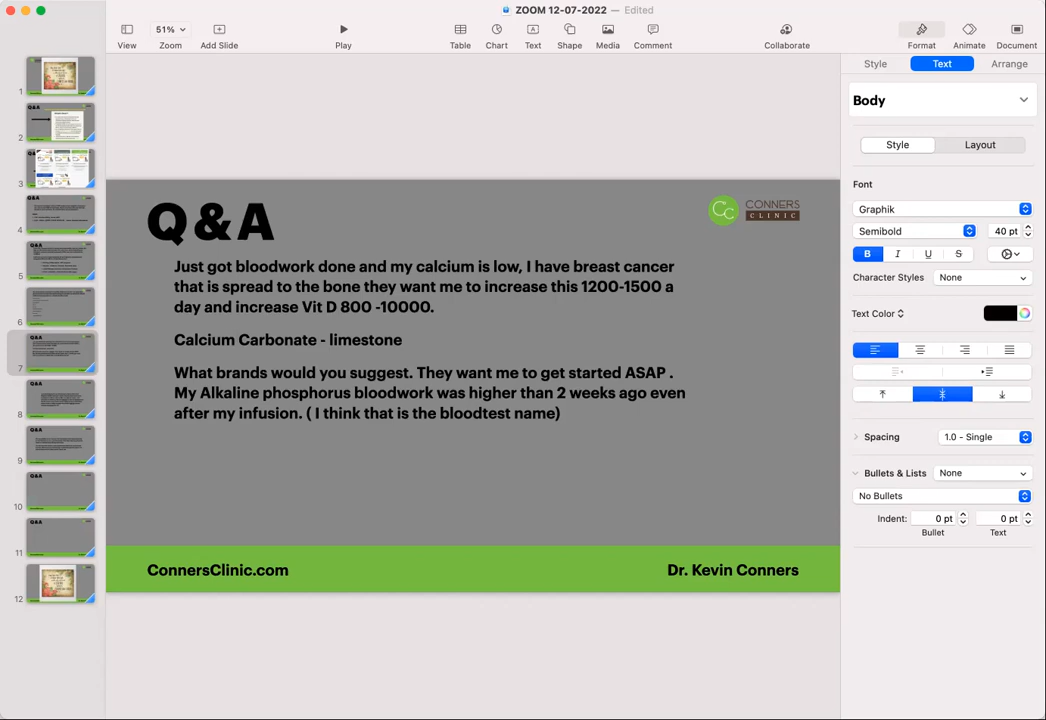 ZOOM 12-07-2022 — Edited
51%
View
Zoom
Add Slide
Play
Table
Chart
Text
Shape
Media
Comment
Collaborate
Format
Animate
Document
Style
Text
Arrange
Body
Style
Layout
Font
Graphik
Semibold
40 pt
B
I
U
S
Character Styles
None
Text Color
Spacing
1.0 - Single
Bullets & Lists
None
No Bullets
Indent:
0 pt
0 pt
Bullet
Text
1
2
3
4
5
6
7
8
9
10
11
12
Q&A
Q&A
Q&A
Q&A
Q&A
Q&A
Q&A
Q&A
Q&A
Q & A
CC
CONNERS
CLINIC
Just got bloodwork done and my calcium is low, I have breast cancer
that is spread to the bone they want me to increase this 1200-1500 a
day and increase Vit D 800 -10000.
Calcium Carbonate - limestone
What brands would you suggest. They want me to get started ASAP .
My Alkaline phosphorus bloodwork was higher than 2 weeks ago even
after my infusion. ( I think that is the bloodtest name)
ConnersClinic.com
Dr. Kevin Conners